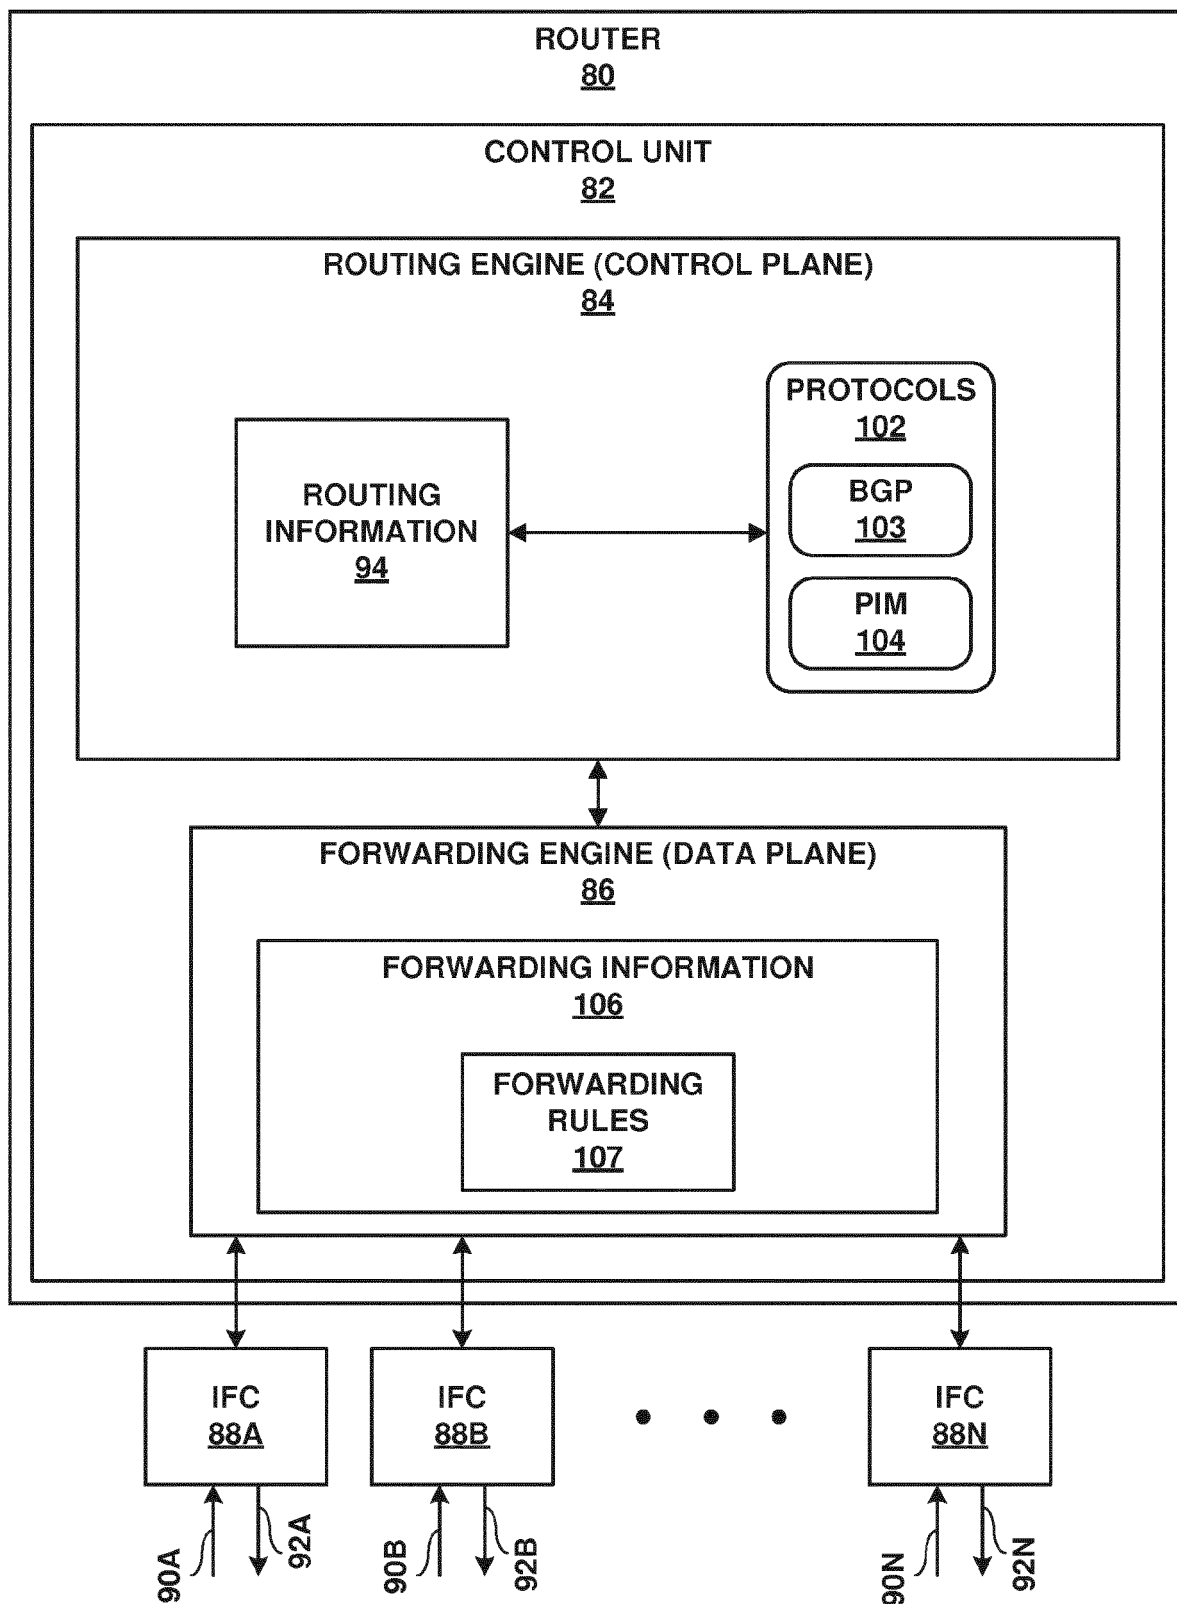 ROUTER
80
CONTROL UNIT
82
ROUTING ENGINE (CONTROL PLANE)
84
ROUTING
INFORMATION
94
PROTOCOLS
102
BGP
103
PIM
104
FORWARDING ENGINE (DATA PLANE)
86
FORWARDING INFORMATION
106
FORWARDING
RULES
107
IFC
88A
IFC
88B
IFC
88N
90A
92A
90B
92B
90N
92N